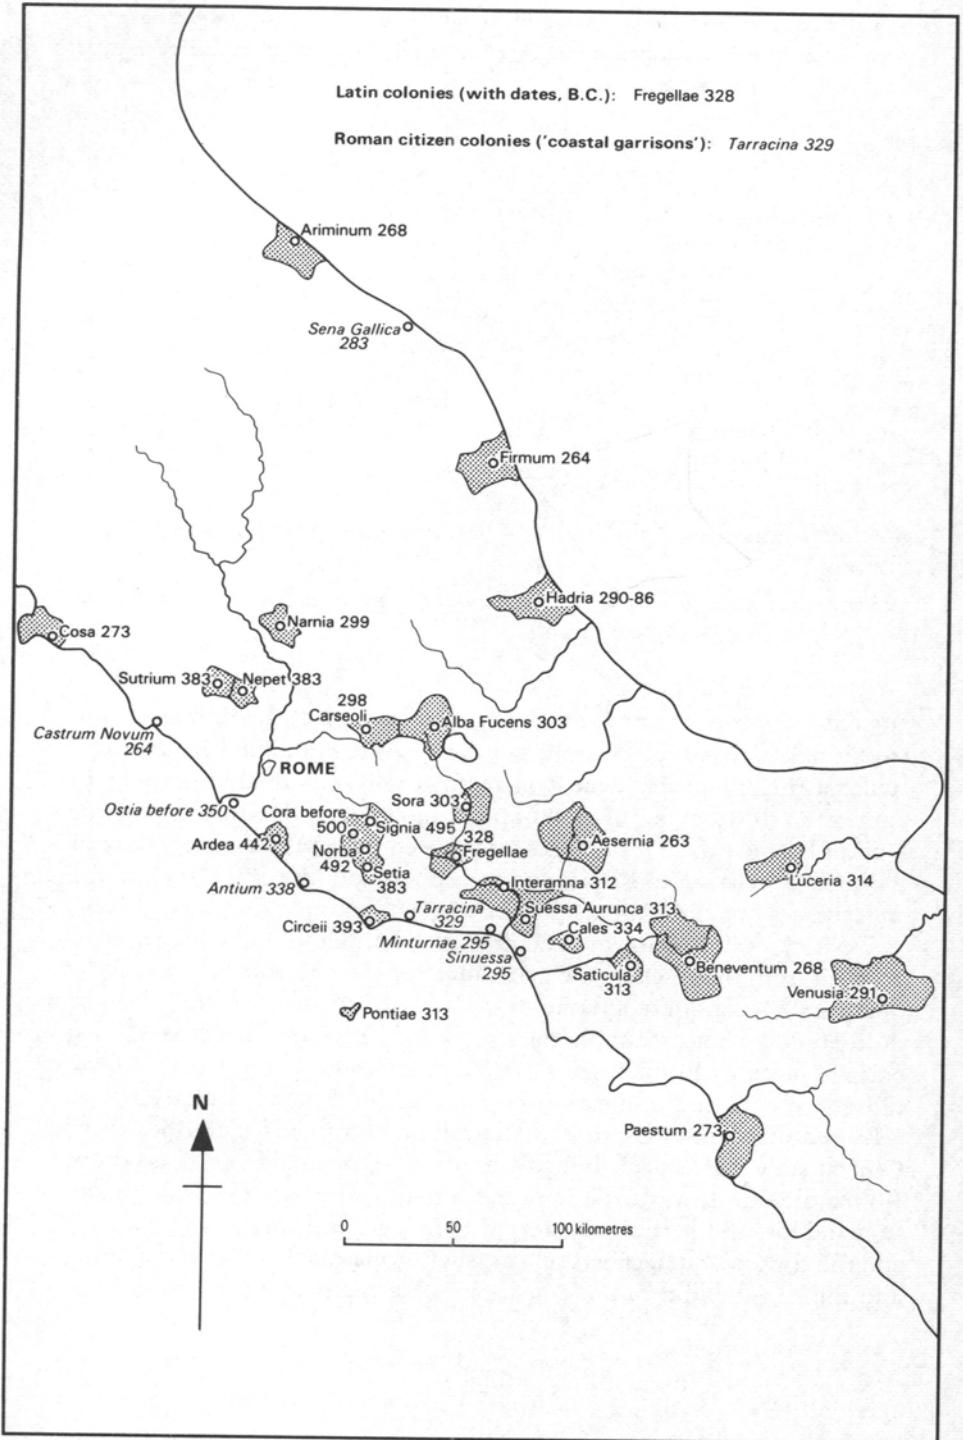 Latin colonies (with dates, B.C.): Fregellae 328
Roman citizen colonies ('coastal garrisons'): Tarracina 329
Ariminum 268
Sena Gallica
283
Firmum 264
Hadria 290-86
Narnia 299
Cosa 273
Sutrium 383
Nepet 383
298
Carseoli
Alba Fucens 303
Castrum Novum
264
ROME
Ostia before 350
Cora before
500
Signia 495
Sora 303
328
Fregellae
Ardea 442
Norba
492
Setia
383
Aesernia 263
Luceria 314
Antium 338
Interamna 312
Circeii 393
Tarracina
329
Suessa Aurunca 313
Minturnae 295
Cales 334
Sinuessa
295
Saticula
313
Beneventum 268
Venusia 291
Pontiae 313
N
Paestum 273
0 50 100 kilometres